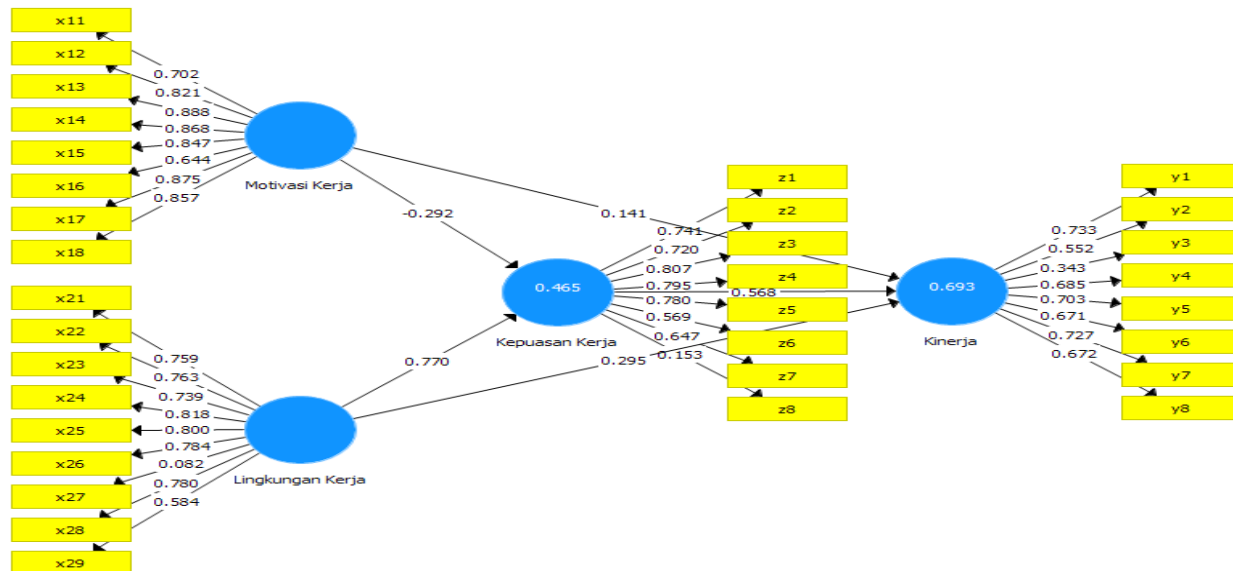 x11
x12
x13
x14
x15
x16
x17
x18
0.702
0.821
0.888
0.868
0.847
0.644
0.875
0.857
Motivasi Kerja
-0.292
0.141
x21
x22
x23
x24
x25
x26
x27
x28
x29
0.759
0.763
0.739
0.818
0.800
0.784
0.082
0.780
0.584
Lingkungan Kerja
0.770
0.295
0.465
Kepuasan Kerja
0.568
0.741
0.720
0.807
0.795
0.780
0.569
0.647
0.153
z1
z2
z3
z4
z5
z6
z7
z8
0.693
Kinerja
0.733
0.552
0.343
0.685
0.703
0.671
0.727
0.672
y1
y2
y3
y4
y5
y6
y7
y8